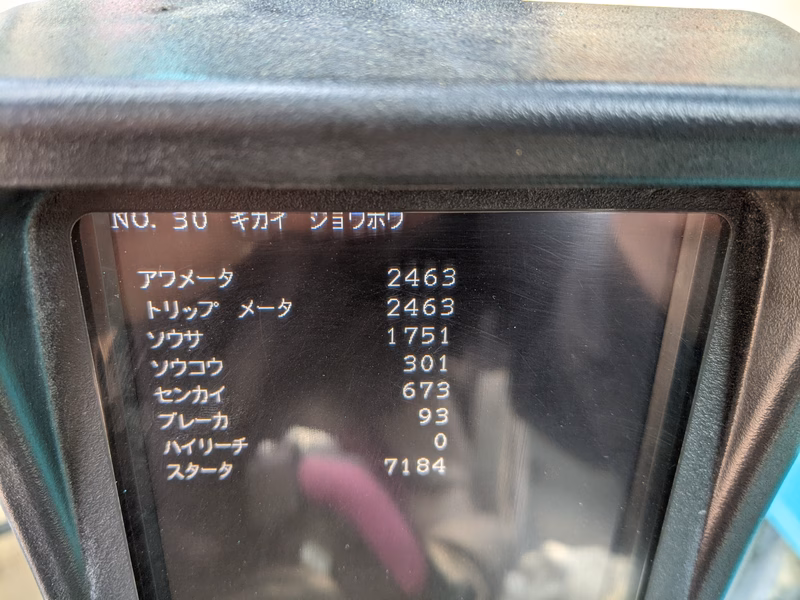 NO. 30 キカイ ジョウホウ
アワメータ 2463
トリップ メータ 2463
ソウサ 1751
ソウコウ 301
センカイ 673
ブレーカ 93
ハイリーチ 0
スタータ 7184